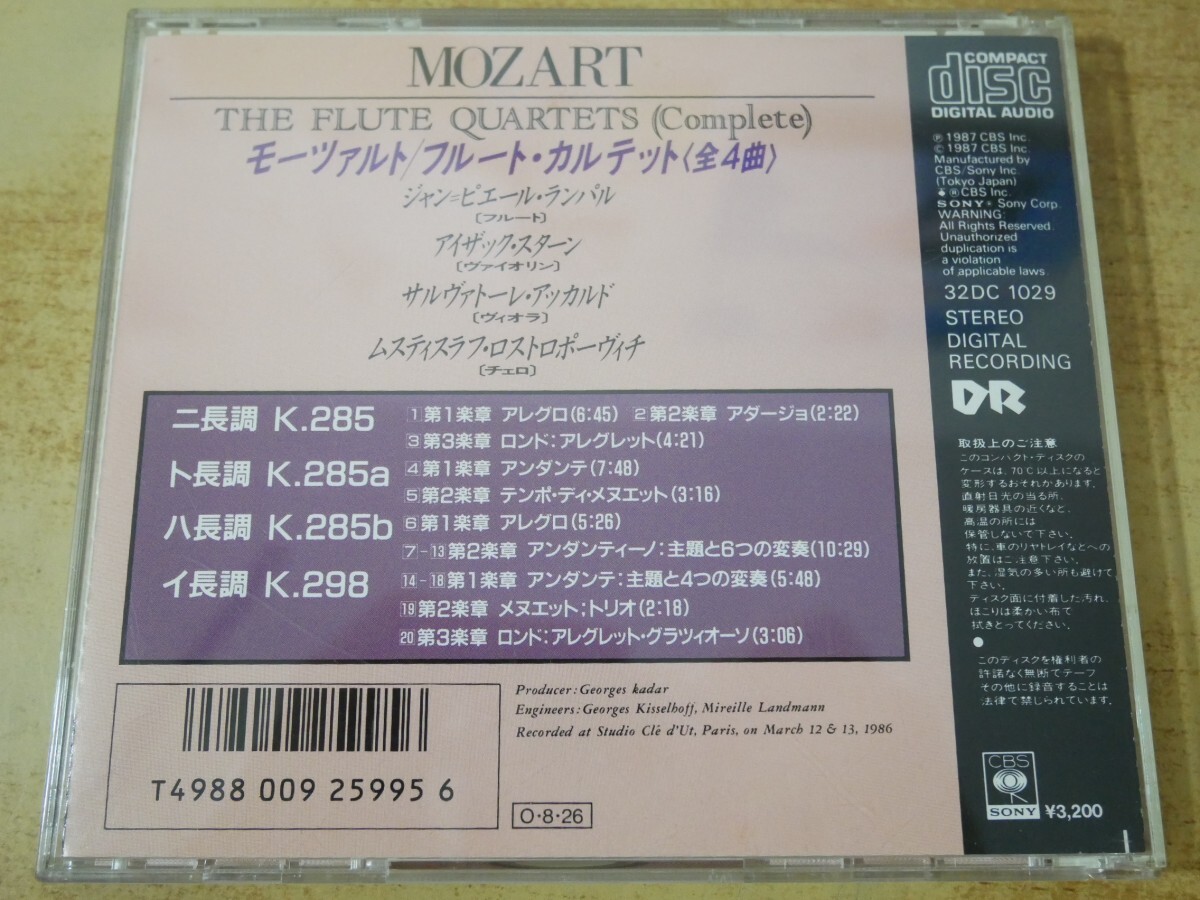 MOZART
THE FLUTE QUARTETS (Complete)
モーツァルト/フルート・カルテット〈全4曲〉
ジャン=ピエール・ランパル
〔フルート〕
アイザック・スターン
〔ヴァイオリン〕
サルヴァトーレ・アッカルド
〔ヴィオラ〕
ムスティスラフ・ロストロポーヴィチ
〔チェロ〕
ニ長調 K.285 1 第1楽章 アレグロ(6:45) 2 第2楽章 アダージョ(2:22)
3 第3楽章 ロンド:アレグレット(4:21)
ト長調 K.285a 4 第1楽章 アンダンテ(7:48)
5 第2楽章 テンポ・ディ・メヌエット(3:16)
ハ長調 K.285b 6 第1楽章 アレグロ(5:26)
7-13 第2楽章 アンダンティーノ:主題と6つの変奏(10:29)
イ長調 K.298 14-18 第1楽章 アンダンテ:主題と4つの変奏(5:48)
19 第2楽章 メヌエット;トリオ(2:18)
20 第3楽章 ロンド:アレグレット・グラツィオーソ(3:06)
T4988 009 25995 6
Producer: Georges kadar
Engineers: Georges Kisselhoff, Mireille Landmann
Recorded at Studio Clê d'Ut, Paris, on March 12 & 13, 1986
O・8・26
COMPACT
disc
DIGITAL AUDIO
℗ 1987 CBS Inc.
© 1987 CBS Inc.
Manufactured by
CBS/Sony Inc.
(Tokyo Japan)
®CBS Inc.
SONY® Sony Corp.
WARNING:
All Rights Reserved.
Unauthorized
duplication is
a violation
of applicable laws.
32DC 1029
STEREO
DIGITAL
RECORDING
DR
取扱上のご注意
このコンパクト・ディスクの
ケースは、70℃以上になると
変形するおそれかあります。
直射日光の当る所、
暖房器具の近くなど、
高温の所には
保管しないで下さい。
特に、車のリヤトレイなとへの
放置はご注意下さい。
また、湿気の多い所も避けて
下さい。
ディスク面に付着した汚れ、
ほこりは柔かい布て
拭きとってください。
●
このディスクを権利者の
許諾なく無断でテープ
その他に録音することは
法律で禁じられています。
CBS
SONY
¥3,200